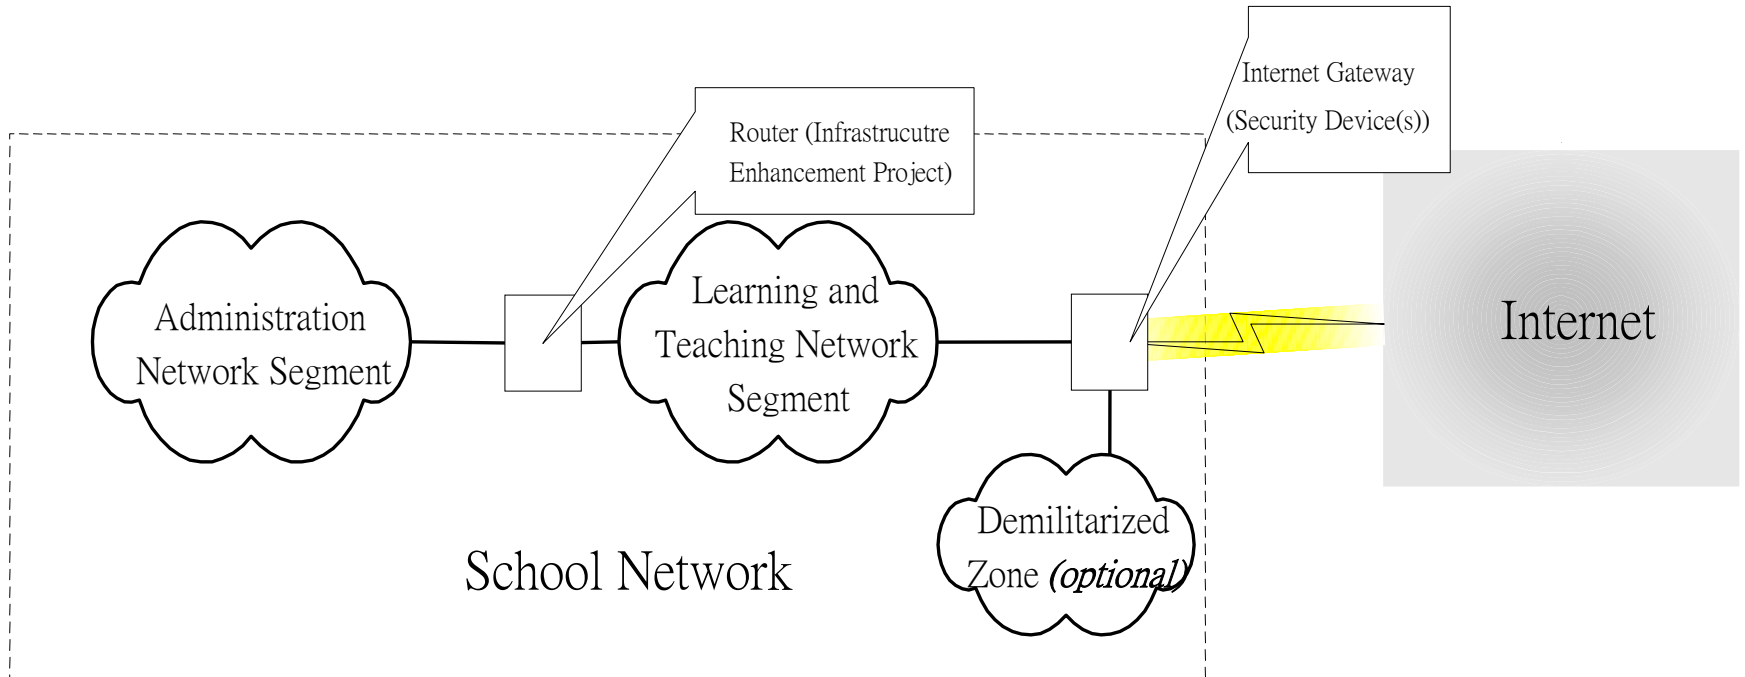 Internet Gateway
(Security Device(s))
Router (Infrastrucutre
Enhancement Project)
Administration
Network Segment
Learning and
Teaching Network
Segment
Internet
Demilitarized
Zone (optional)
School Network